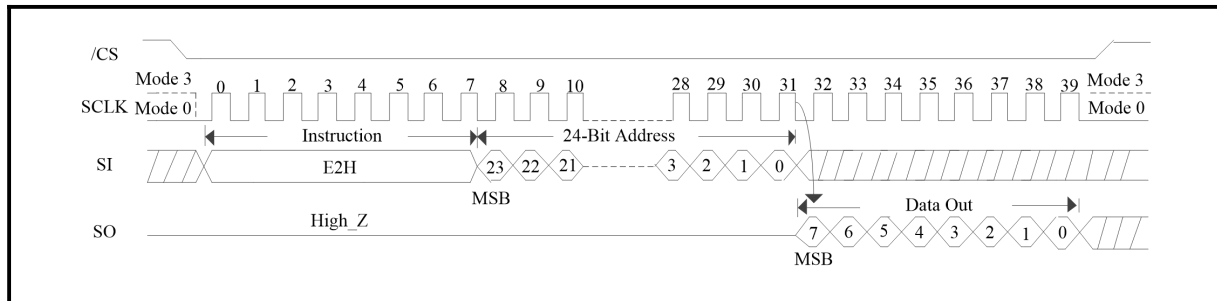 /CS
Mode 3 0 1 2 3 4 5 6 7 8 9 10 28 29 30 31 32 33 34 35 36 37 38 39 Mode 3
SCLK Mode 0 Mode 0
Instruction 24-Bit Address
SI E2H 23 22 21 3 2 1 0
MSB
High_Z Data Out
SO 7 6 5 4 3 2 1 0
MSB